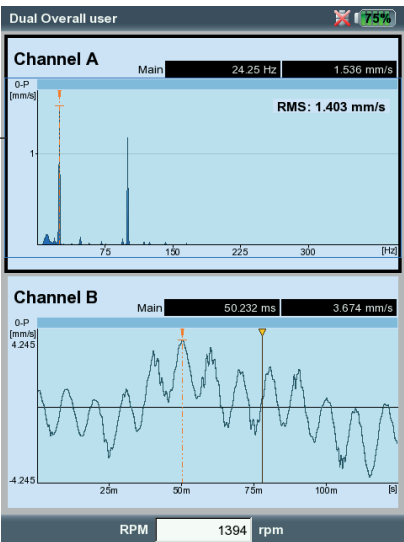 Dual Overall user 75%
Channel A
Main 24.25 Hz 1.536 mm/s
0-P
[mm/s]
RMS: 1.403 mm/s
1
75 150 225 300 [Hz]
Channel B
Main 50.232 ms 3.674 mm/s
0-P
[mm/s]
4.245
-4.245
25m 50m 75m 100m [s]
RPM 1394 rpm